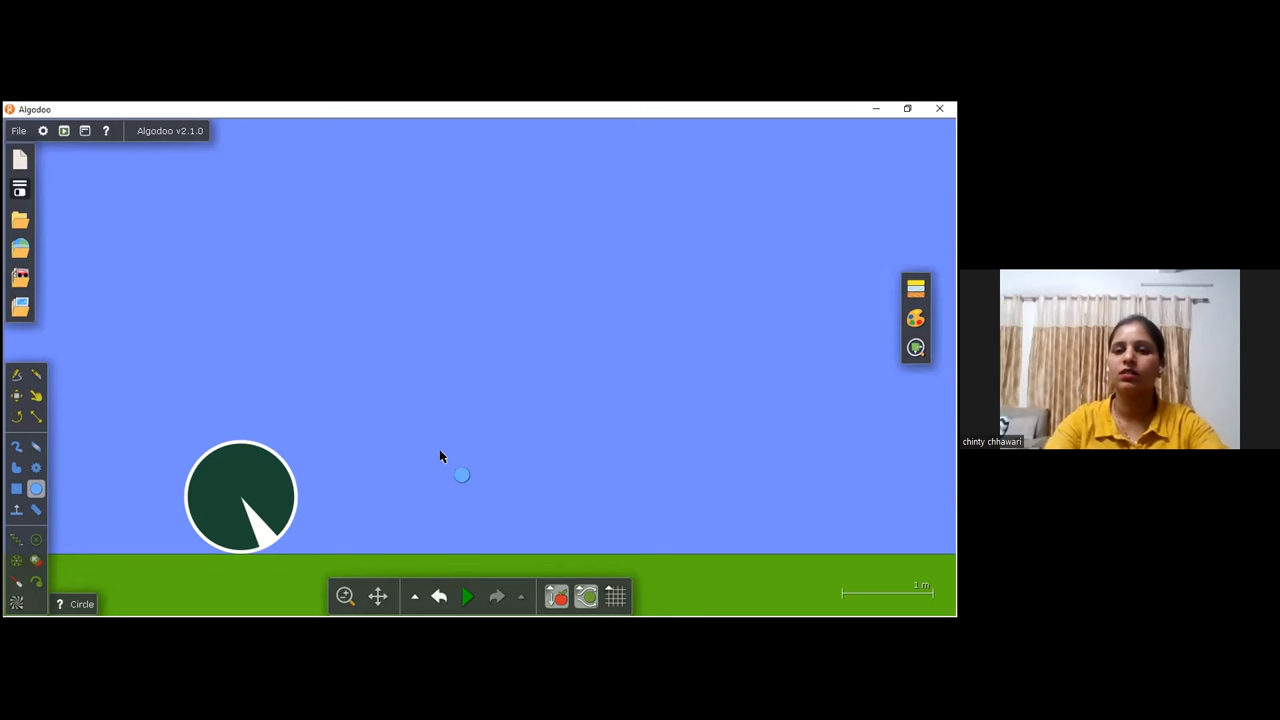 Algodoo
File ? Algodoo v2.1.0
chinty chhawari
1 m
? Circle